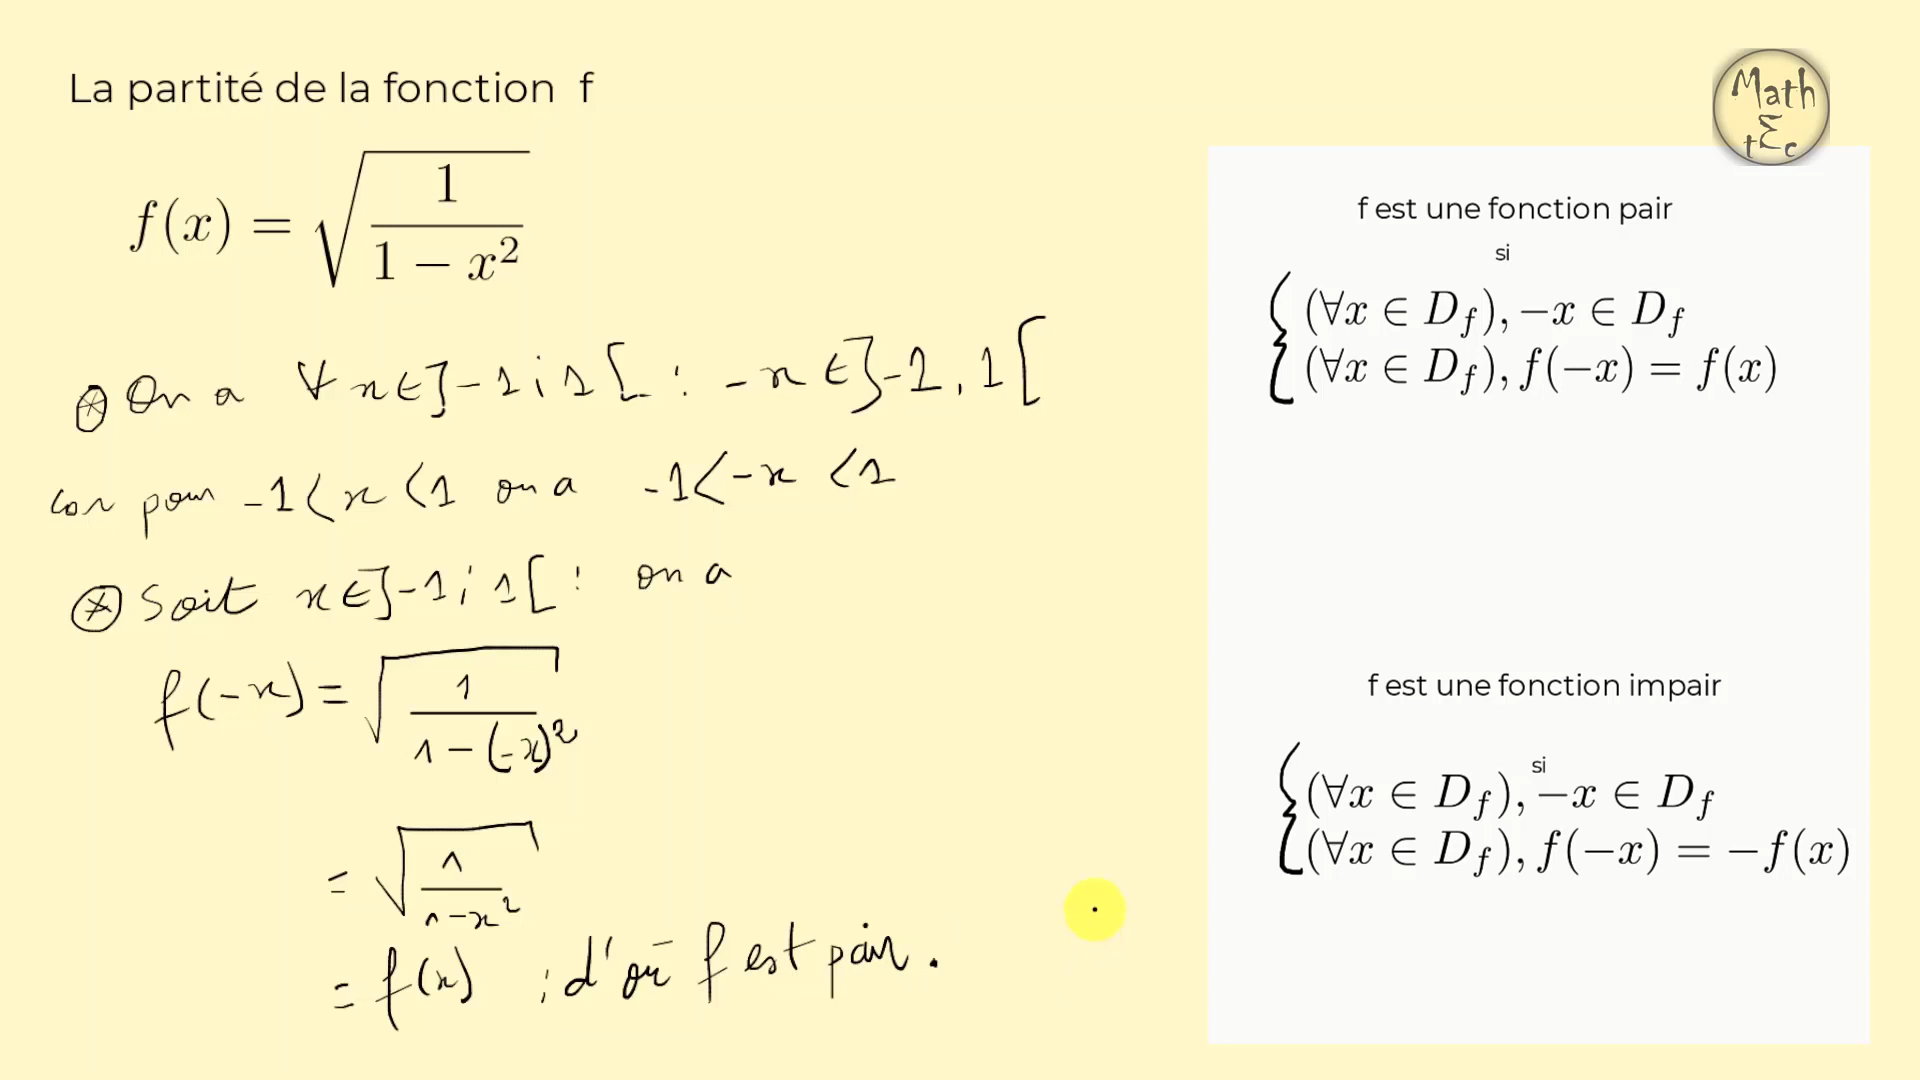 La partité de la fonction f
f(x) = √(1/(1 − x²))
On a ∀x∈]-1;1[ : -x∈]-1,1[
car pour -1<x<1 on a -1<-x<1
Soit x∈]-1;1[ : on a
f(-x) = √(1/(1-(-x)²))
= √(1/(1-x²))
= f(x) ; d'où f est pair.
Math
tΣc
f est une fonction pair
si
(∀x ∈ D_f), −x ∈ D_f
(∀x ∈ D_f), f(−x) = f(x)
f est une fonction impair
si
(∀x ∈ D_f), −x ∈ D_f
(∀x ∈ D_f), f(−x) = −f(x)